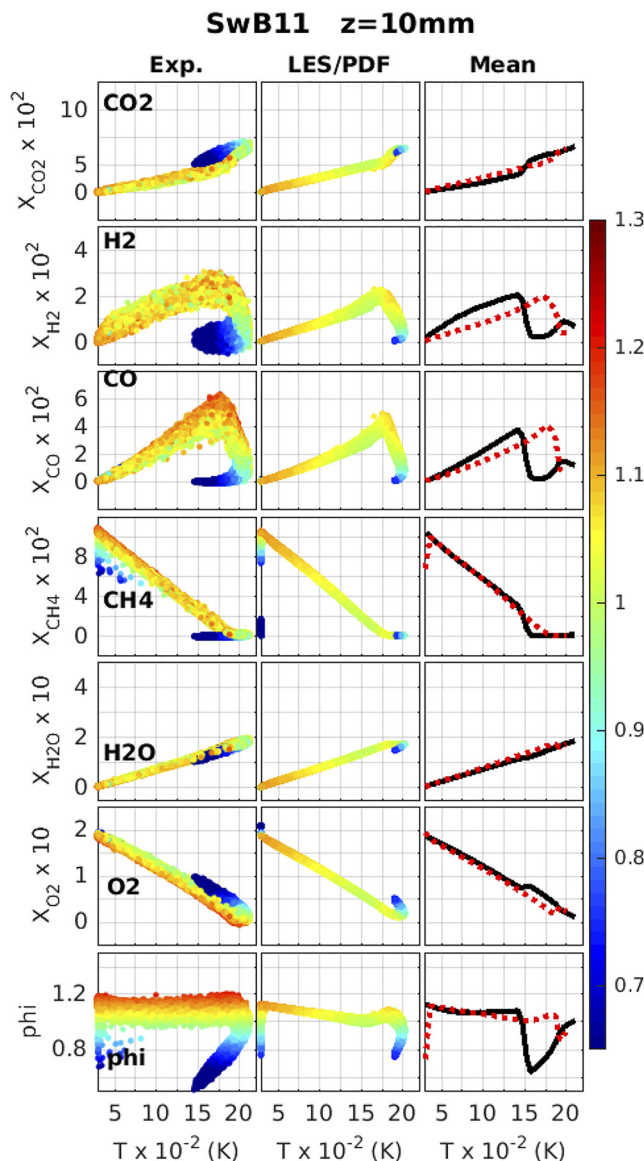 SwB11 z=10mm
Exp. LES/PDF Mean
CO2
X_CO2 x 10^2
10
5
0
H2
X_H2 x 10^2
4
2
0
CO
X_CO x 10^2
6
4
2
0
CH4
X_CH4 x 10^2
8
4
0
H2O
X_H2O x 10
4
2
0
O2
X_O2 x 10
2
1
0
phi
phi
1.2
0.8
5 10 15 20 5 10 15 20 5 10 15 20
T x 10^-2 (K) T x 10^-2 (K) T x 10^-2 (K)
1.3
1.2
1.1
1
0.9
0.8
0.7